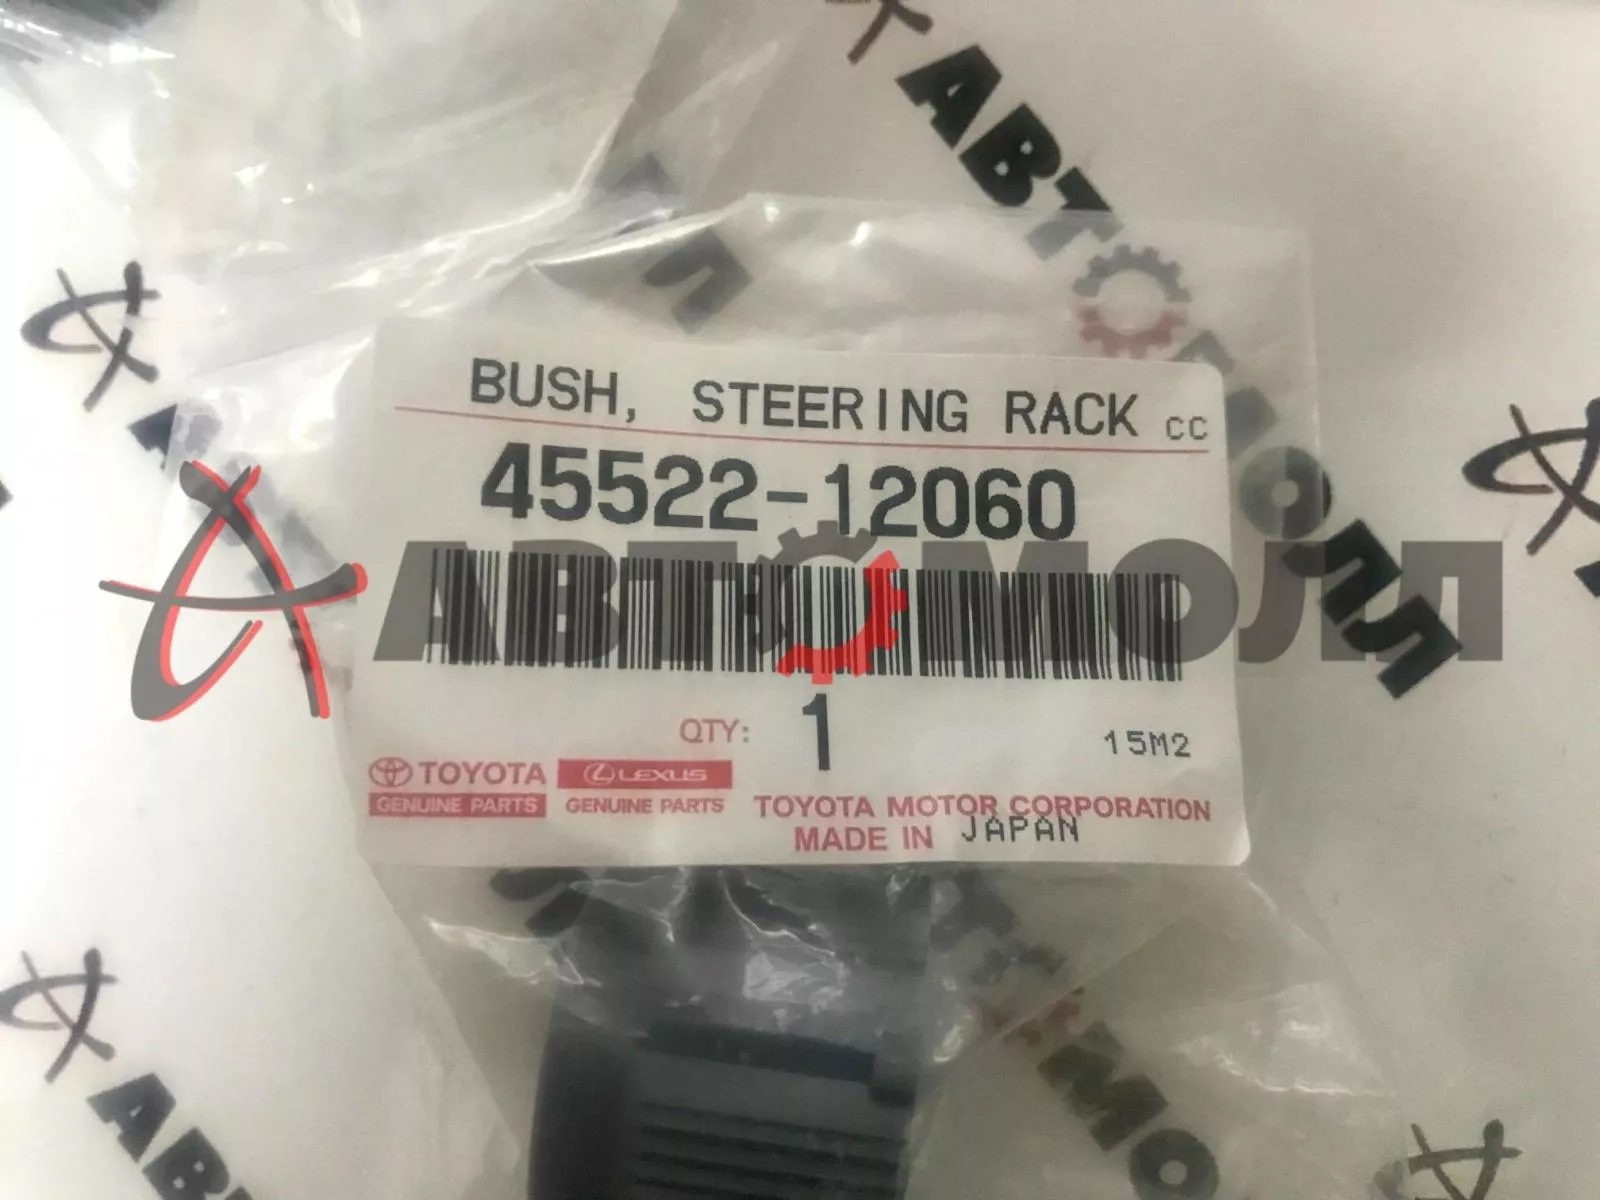 АВТОМОЛЛ
BUSH, STEERING RACK CC
45522-12060
АВТОМОЛЛ
QTY: 1 15M2
TOYOTA LEXUS
GENUINE PARTS GENUINE PARTS
TOYOTA MOTOR CORPORATION
MADE IN JAPAN